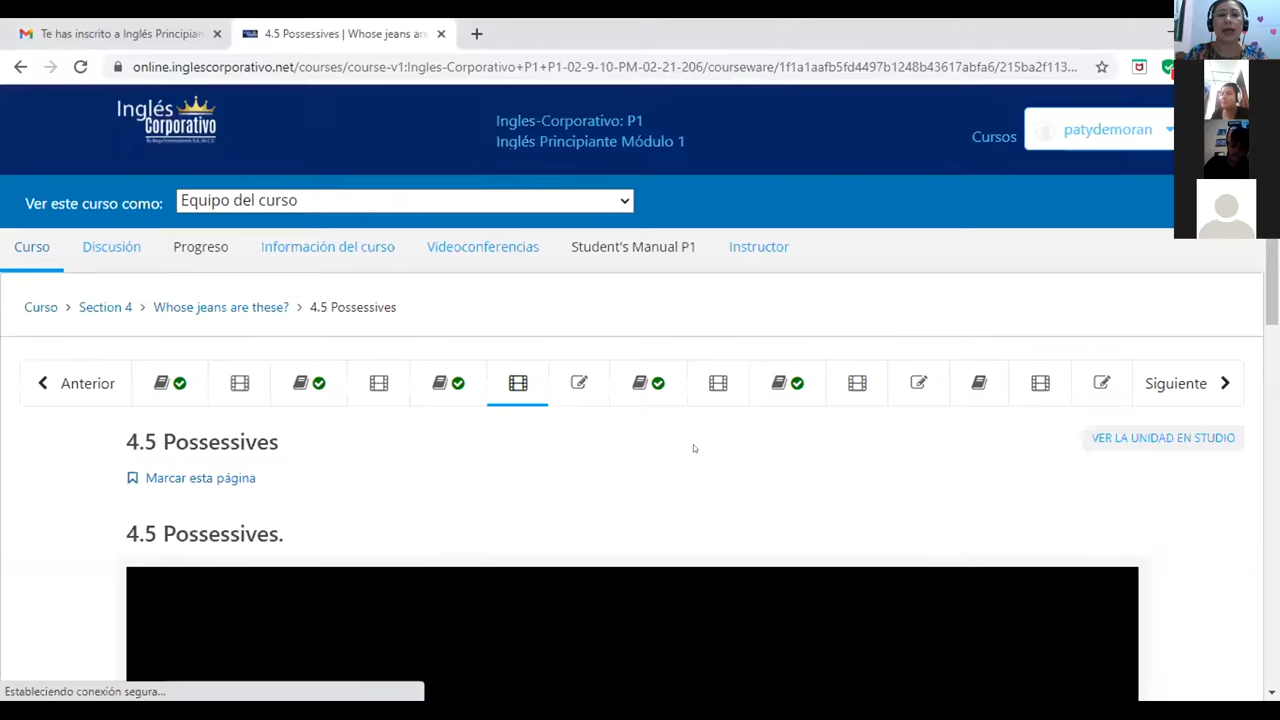 Te has inscrito a Inglés Principian
4.5 Possessives | Whose jeans are
online.inglescorporativo.net/courses/course-v1:Ingles-Corporativo+P1+P1-02-9-10-PM-02-21-206/courseware/1f1a1aafb5fd4497b1248b43617abfa6/215ba2f113...
Inglés
Corporativo
Ingles-Corporativo: P1
Inglés Principiante Módulo 1
Cursos
patydemoran
Ver este curso como:
Equipo del curso
Curso
Discusión
Progreso
Información del curso
Videoconferencias
Student's Manual P1
Instructor
Curso > Section 4 > Whose jeans are these? > 4.5 Possessives
Anterior
Siguiente
4.5 Possessives
VER LA UNIDAD EN STUDIO
Marcar esta página
4.5 Possessives.
Estableciendo conexión segura...